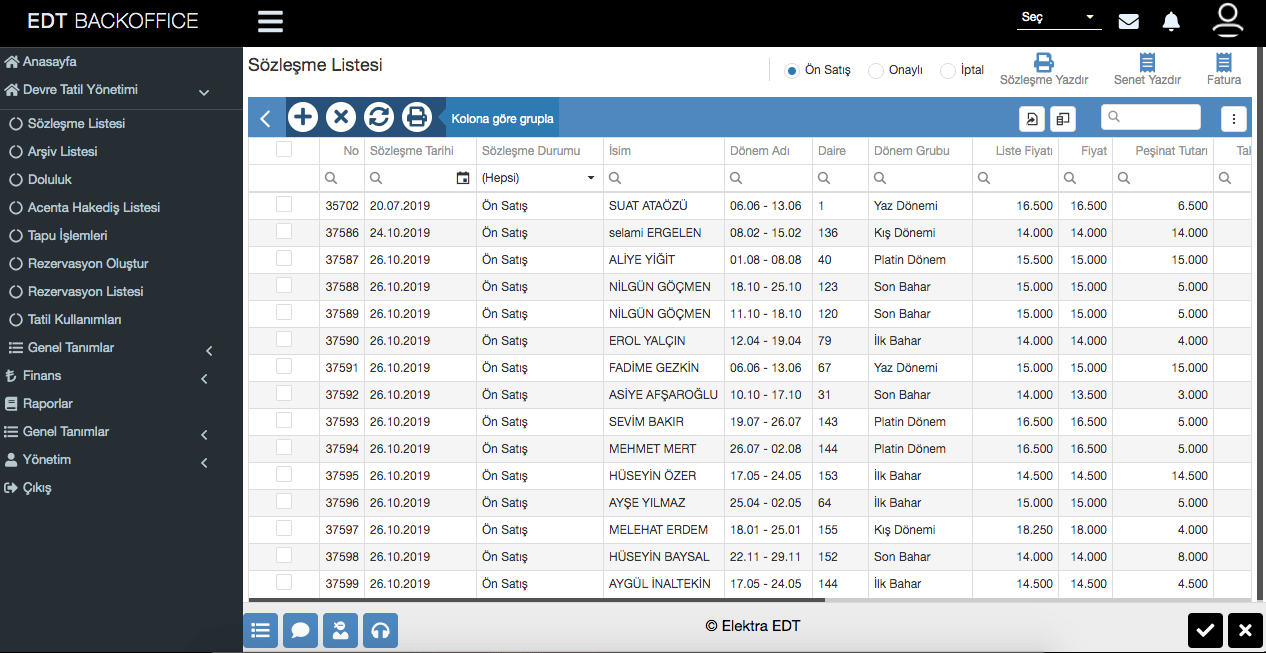 EDT BACKOFFICE
Seç
Anasayfa
Devre Tatil Yönetimi
Sözleşme Listesi
Arşiv Listesi
Doluluk
Acenta Hakediş Listesi
Tapu İşlemleri
Rezervasyon Oluştur
Rezervasyon Listesi
Tatil Kullanımları
Genel Tanımlar
Finans
Raporlar
Genel Tanımlar
Yönetim
Çıkış
Sözleşme Listesi
Ön Satış Onaylı İptal Sözleşme Yazdır Senet Yazdır Fatura
Kolona göre grupla
No Sözleşme Tarihi Sözleşme Durumu İsim Dönem Adı Daire Dönem Grubu Liste Fiyatı Fiyat Peşinat Tutarı Tal
(Hepsi)
35702 20.07.2019 Ön Satış SUAT ATAÖZÜ 06.06 - 13.06 1 Yaz Dönemi 16.500 16.500 6.500
37586 24.10.2019 Ön Satış selami ERGELEN 08.02 - 15.02 136 Kış Dönemi 14.000 14.000 14.000
37587 26.10.2019 Ön Satış ALİYE YİĞİT 01.08 - 08.08 40 Platin Dönem 15.500 15.000 15.000
37588 26.10.2019 Ön Satış NİLGÜN GÖÇMEN 18.10 - 25.10 123 Son Bahar 15.000 15.000 5.000
37589 26.10.2019 Ön Satış NİLGÜN GÖÇMEN 11.10 - 18.10 120 Son Bahar 15.000 15.000 5.000
37590 26.10.2019 Ön Satış EROL YALÇIN 12.04 - 19.04 79 İlk Bahar 14.000 14.000 4.000
37591 26.10.2019 Ön Satış FADİME GEZKİN 06.06 - 13.06 67 Yaz Dönemi 15.000 15.000 15.000
37592 26.10.2019 Ön Satış ASİYE AFŞAROĞLU 10.10 - 17.10 31 Son Bahar 14.000 13.500 3.000
37593 26.10.2019 Ön Satış SEVİM BAKIR 19.07 - 26.07 143 Platin Dönem 16.500 16.500 5.000
37594 26.10.2019 Ön Satış MEHMET MERT 26.07 - 02.08 144 Platin Dönem 16.500 16.500 5.000
37595 26.10.2019 Ön Satış HÜSEYİN ÖZER 17.05 - 24.05 153 İlk Bahar 14.500 14.500 14.500
37596 26.10.2019 Ön Satış AYŞE YILMAZ 25.04 - 02.05 64 İlk Bahar 15.000 15.000 5.000
37597 26.10.2019 Ön Satış MELEHAT ERDEM 18.01 - 25.01 155 Kış Dönemi 18.250 18.000 4.000
37598 26.10.2019 Ön Satış HÜSEYİN BAYSAL 22.11 - 29.11 152 Son Bahar 14.000 14.000 8.000
37599 26.10.2019 Ön Satış AYGÜL İNALTEKİN 17.05 - 24.05 144 İlk Bahar 14.500 14.500 4.500
© Elektra EDT